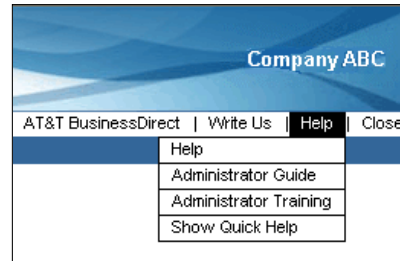 Company ABC
AT&T BusinessDirect | Write Us | Help | Close
Help
Administrator Guide
Administrator Training
Show Quick Help